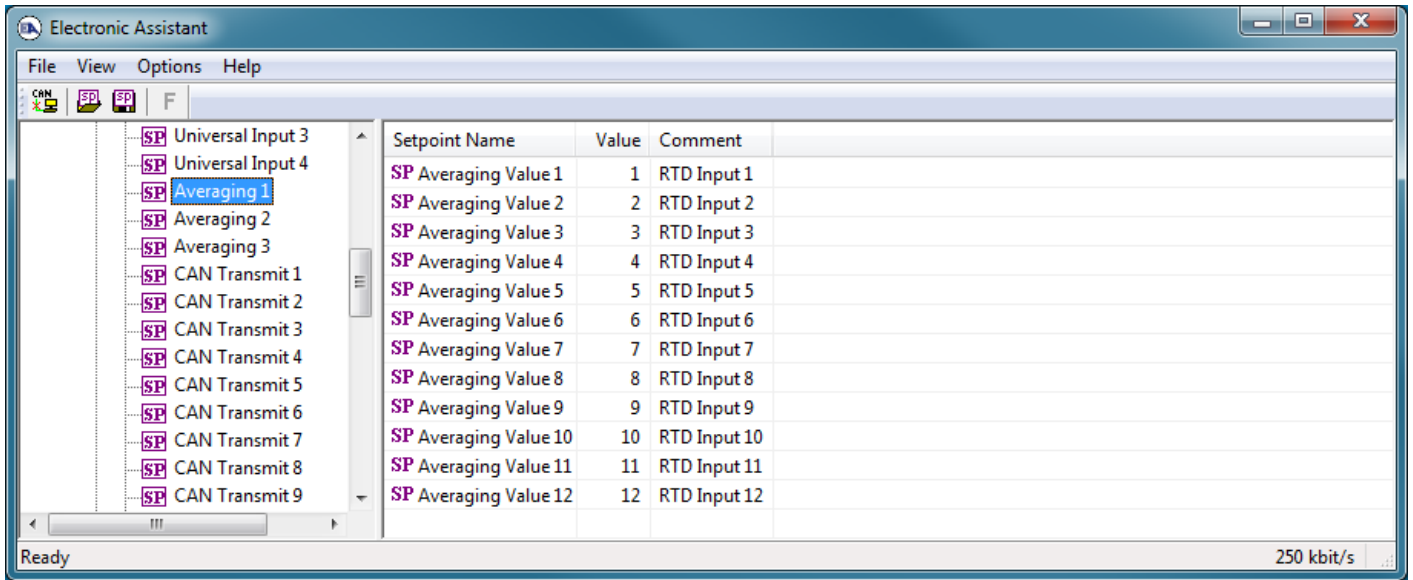 EA Electronic Assistant
File View Options Help
CAN SP SP F
SP Universal Input 3
SP Universal Input 4
SP Averaging 1
SP Averaging 2
SP Averaging 3
SP CAN Transmit 1
SP CAN Transmit 2
SP CAN Transmit 3
SP CAN Transmit 4
SP CAN Transmit 5
SP CAN Transmit 6
SP CAN Transmit 7
SP CAN Transmit 8
SP CAN Transmit 9
Setpoint Name Value Comment
SP Averaging Value 1 1 RTD Input 1
SP Averaging Value 2 2 RTD Input 2
SP Averaging Value 3 3 RTD Input 3
SP Averaging Value 4 4 RTD Input 4
SP Averaging Value 5 5 RTD Input 5
SP Averaging Value 6 6 RTD Input 6
SP Averaging Value 7 7 RTD Input 7
SP Averaging Value 8 8 RTD Input 8
SP Averaging Value 9 9 RTD Input 9
SP Averaging Value 10 10 RTD Input 10
SP Averaging Value 11 11 RTD Input 11
SP Averaging Value 12 12 RTD Input 12
Ready 250 kbit/s